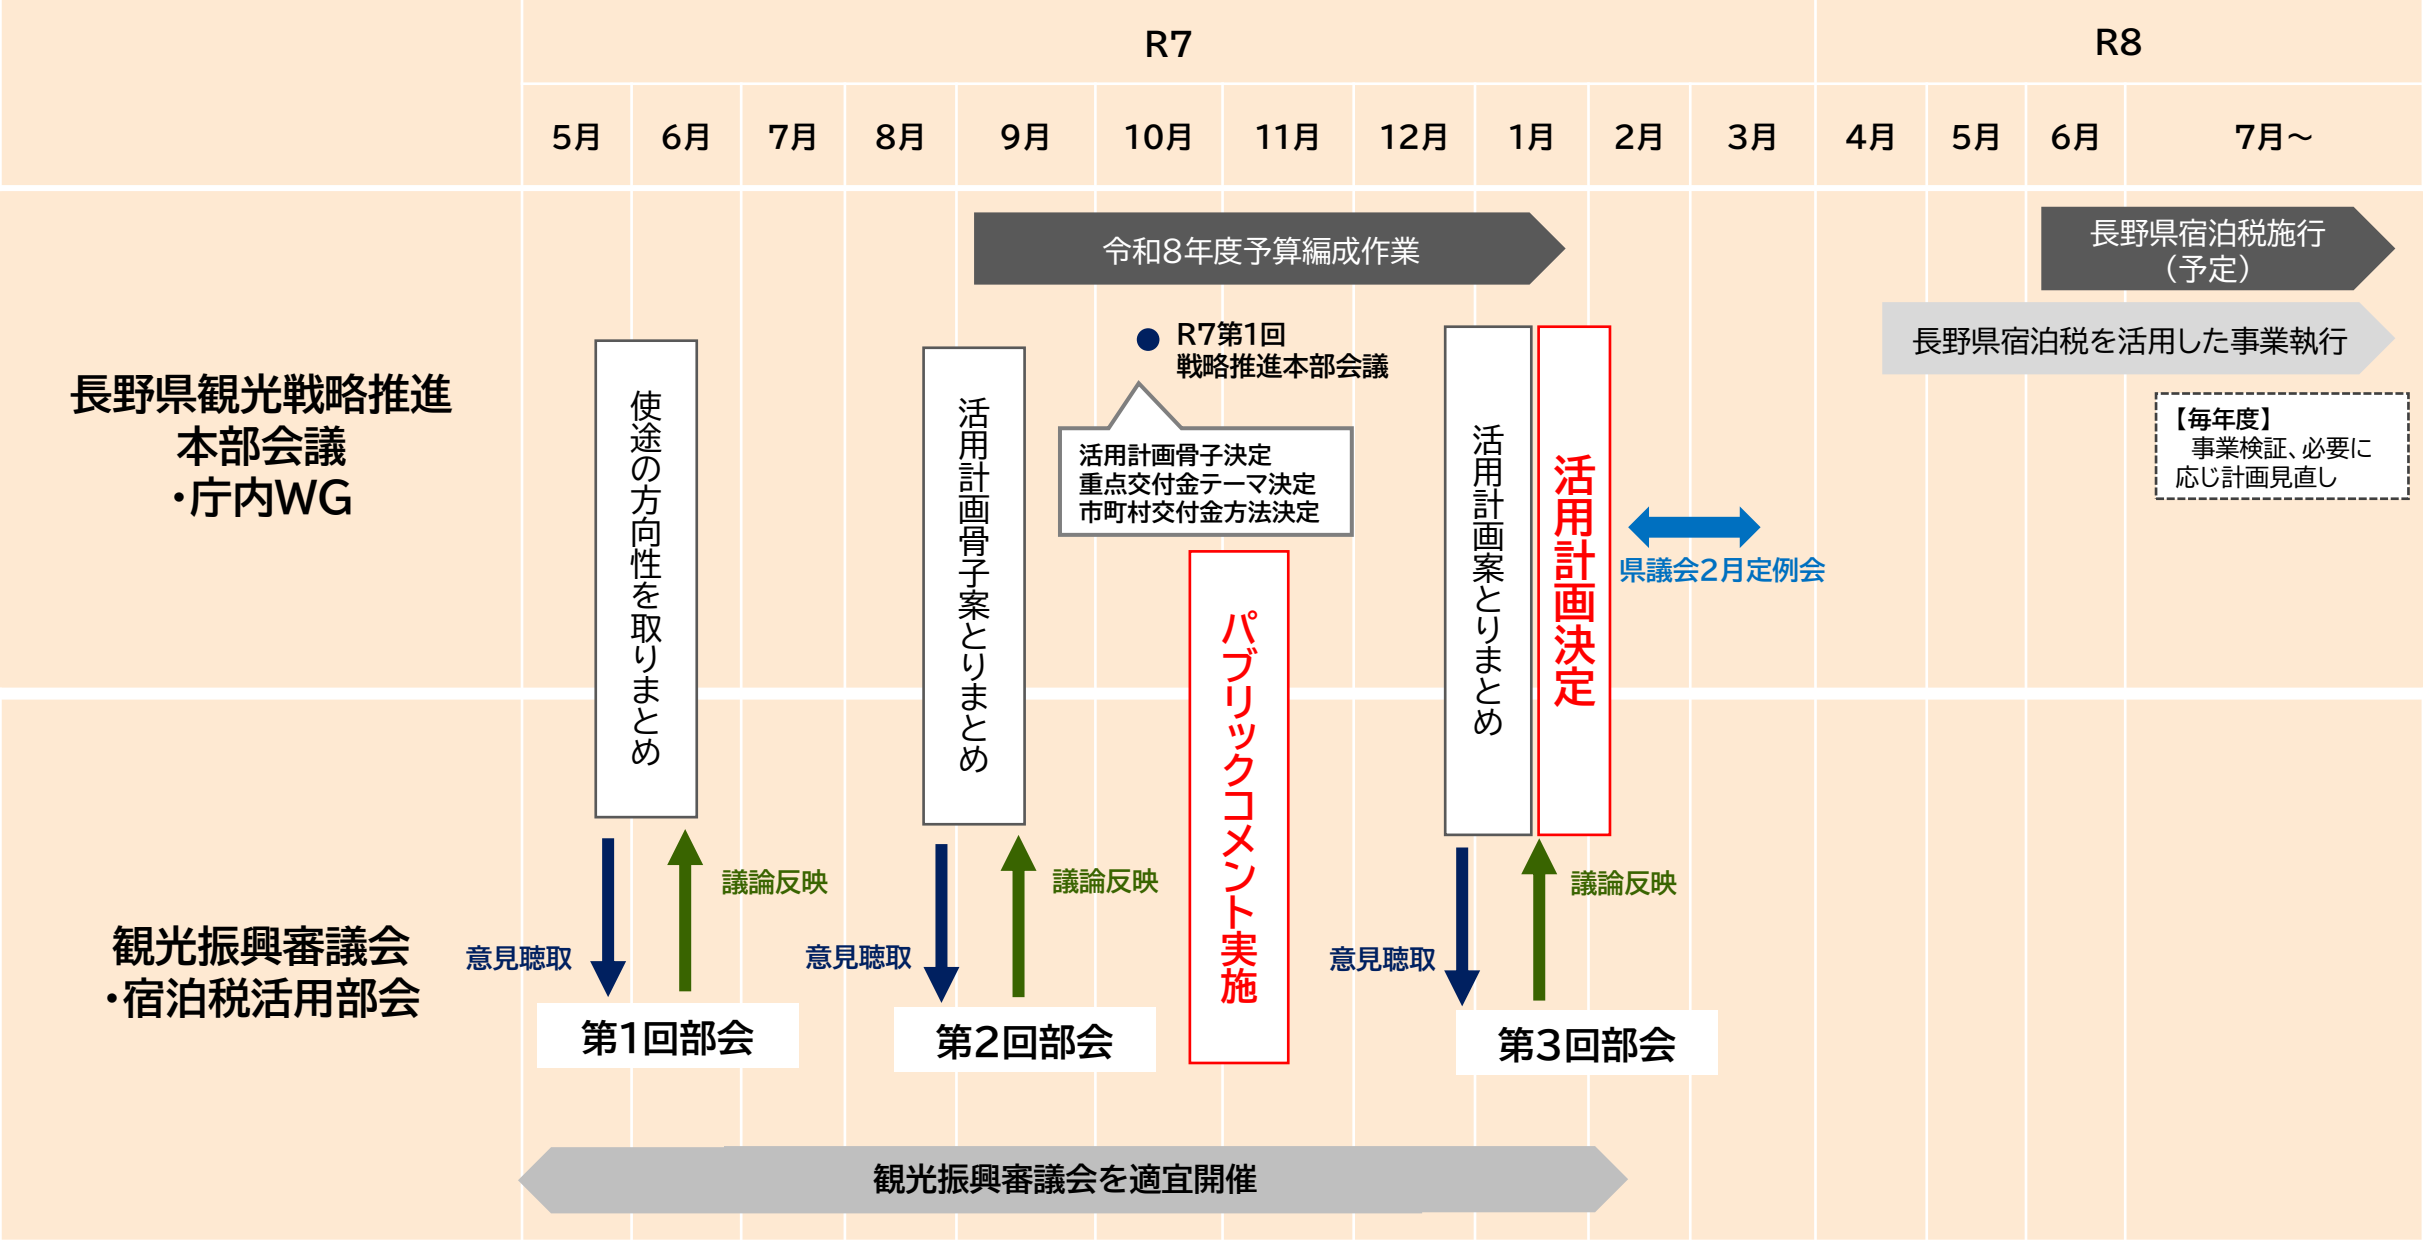 R7
R8
5月
6月
7月
8月
9月
10月
11月
12月
1月
2月
3月
4月
5月
6月
7月～
長野県観光戦略推進
本部会議
・庁内WG
令和8年度予算編成作業
長野県宿泊税施行
（予定）
長野県宿泊税を活用した事業執行
【毎年度】
事業検証、必要に
応じ計画見直し
使途の方向性を取りまとめ
活用計画骨子案とりまとめ
R7第1回
戦略推進本部会議
活用計画骨子決定
重点交付金テーマ決定
市町村交付金方法決定
パブリックコメント実施
活用計画案とりまとめ
活用計画決定
県議会2月定例会
観光振興審議会
・宿泊税活用部会
意見聴取
議論反映
第1回部会
意見聴取
議論反映
第2回部会
意見聴取
議論反映
第3回部会
観光振興審議会を適宜開催